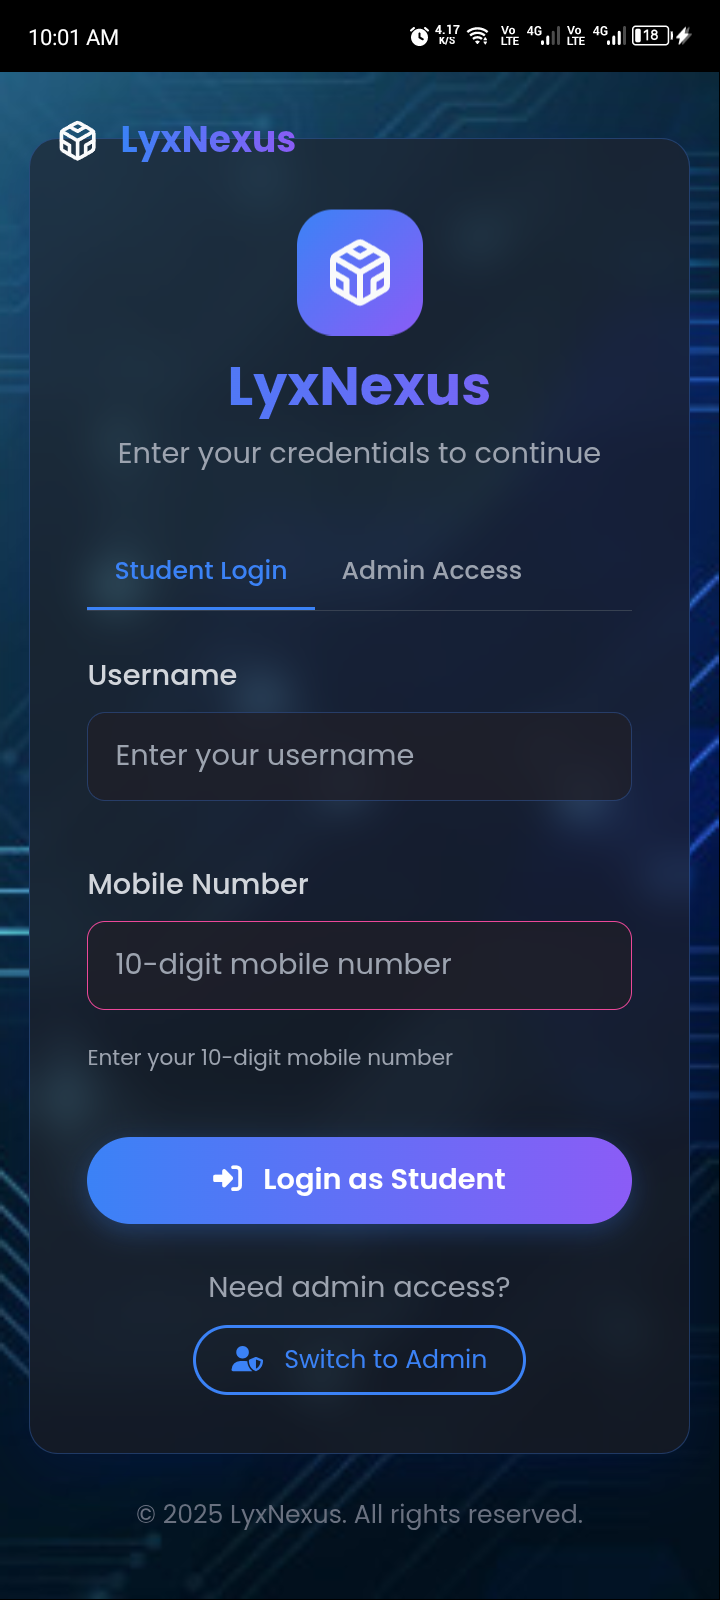 10:01 AM
4.17
K/S
Vo
LTE
4G
Vo
LTE
4G
18
LyxNexus
LyxNexus
Enter your credentials to continue
Student Login
Admin Access
Username
Enter your username
Mobile Number
10-digit mobile number
Enter your 10-digit mobile number
Login as Student
Need admin access?
Switch to Admin
© 2025 LyxNexus. All rights reserved.